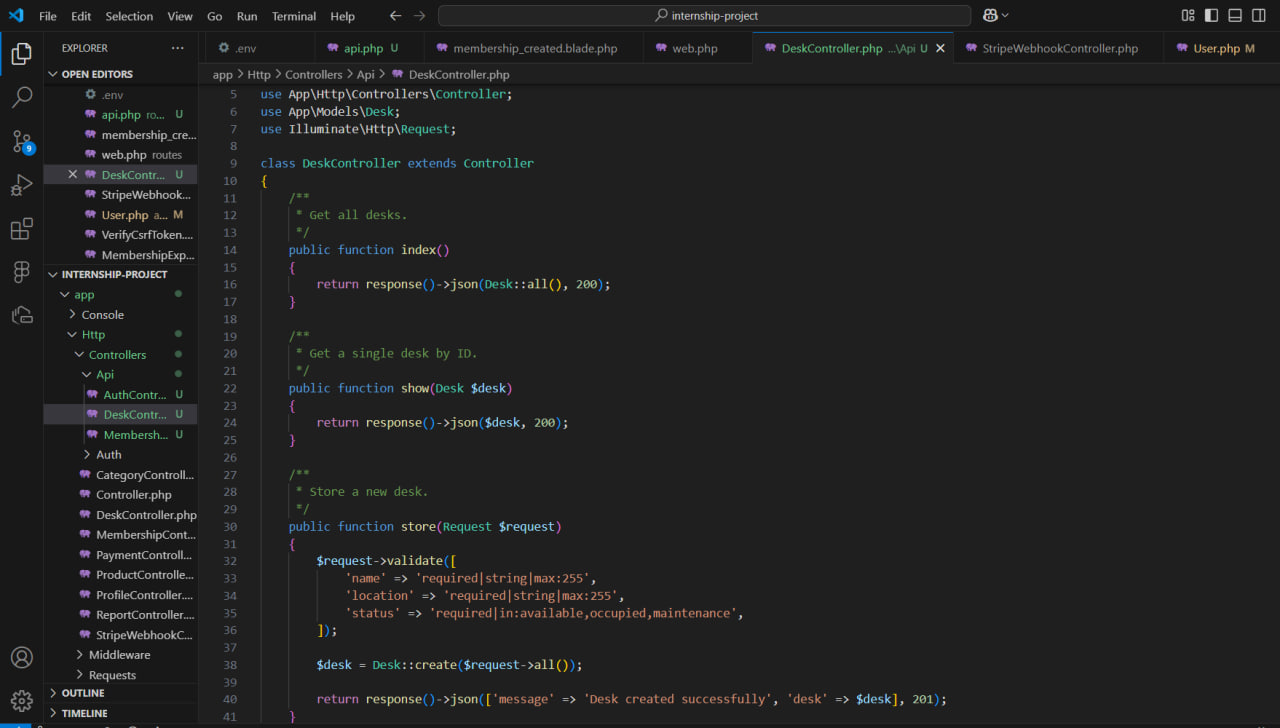 File Edit Selection View Go Run Terminal Help
internship-project
EXPLORER
.env
api.php U
membership_created.blade.php
web.php
DeskController.php ...\Api U
StripeWebhookController.php
User.php M
OPEN EDITORS
.env
api.php ro... U
membership_cre...
web.php routes
DeskContr... U
StripeWebhook...
User.php a... M
VerifyCsrfToken....
MembershipExp...
INTERNSHIP-PROJECT
app
Console
Http
Controllers
Api
AuthContr... U
DeskContr... U
Membersh... U
Auth
CategoryControll...
Controller.php
DeskController.php
MembershipCont...
PaymentControll...
ProductControlle...
ProfileController....
ReportController....
StripeWebhookC...
Middleware
Requests
OUTLINE
TIMELINE
9
app > Http > Controllers > Api > DeskController.php
5 use App\Http\Controllers\Controller;
6 use App\Models\Desk;
7 use Illuminate\Http\Request;
8
9 class DeskController extends Controller
10 {
11 /**
12 * Get all desks.
13 */
14 public function index()
15 {
16 return response()->json(Desk::all(), 200);
17 }
18
19 /**
20 * Get a single desk by ID.
21 */
22 public function show(Desk $desk)
23 {
24 return response()->json($desk, 200);
25 }
26
27 /**
28 * Store a new desk.
29 */
30 public function store(Request $request)
31 {
32 $request->validate([
33 'name' => 'required|string|max:255',
34 'location' => 'required|string|max:255',
35 'status' => 'required|in:available,occupied,maintenance',
36 ]);
37
38 $desk = Desk::create($request->all());
39
40 return response()->json(['message' => 'Desk created successfully', 'desk' => $desk], 201);
41 }